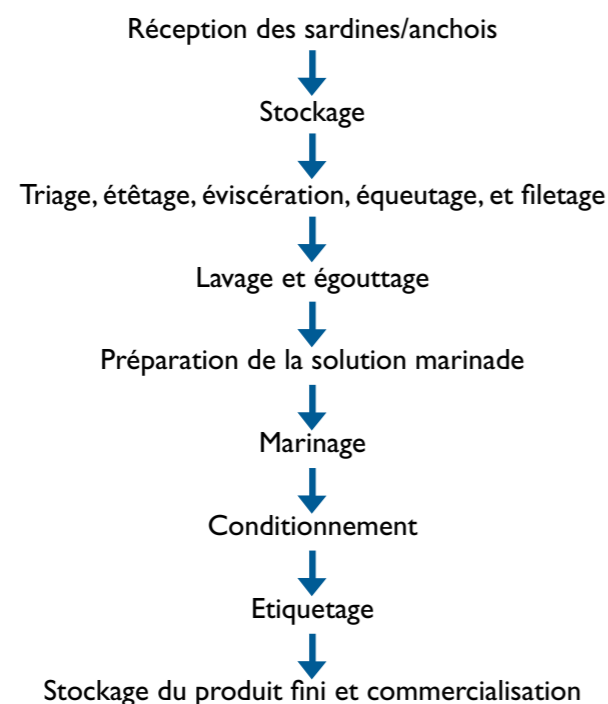 Réception des sardines/anchois
Stockage
Triage, étêtage, éviscération, équeutage, et filetage
Lavage et égouttage
Préparation de la solution marinade
Marinage
Conditionnement
Etiquetage
Stockage du produit fini et commercialisation